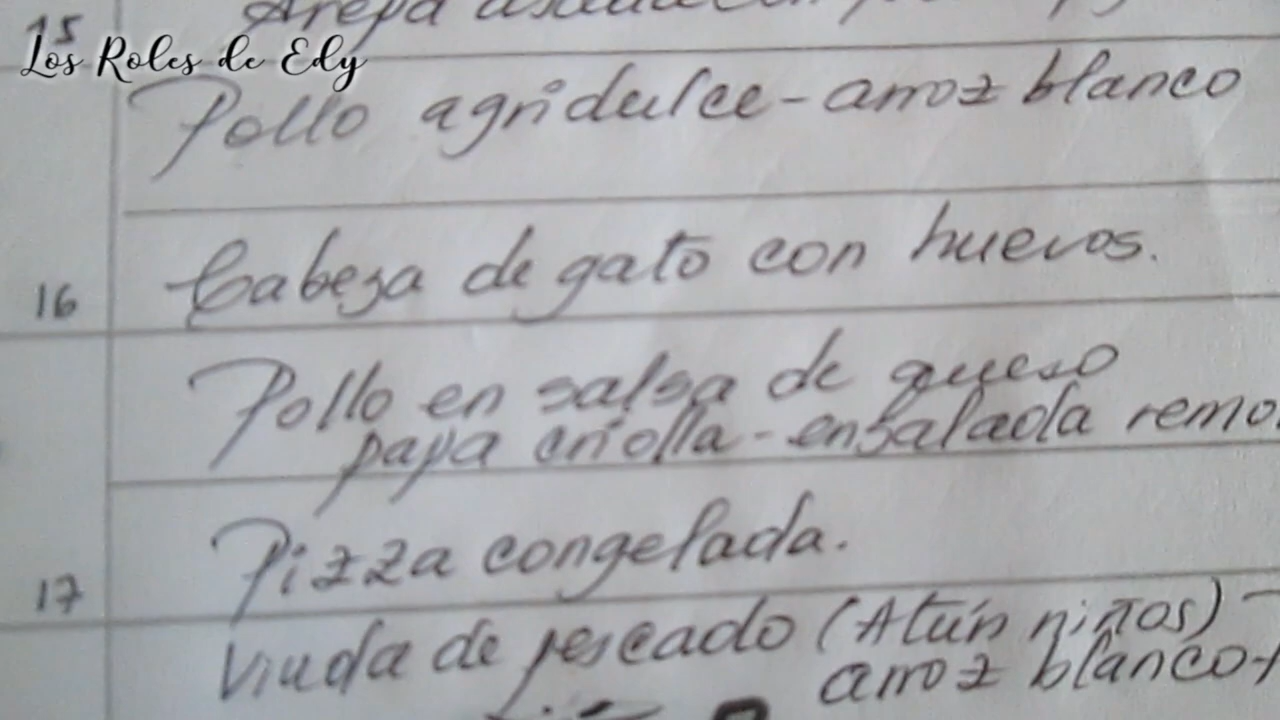 15
Arepa
Los Roles de Edy
Pollo agridulce - arroz blanco
16 Cabeza de gato con huevos.
Pollo en salsa de queso
papa criolla - ensalada remo
17 Pizza congelada.
Viuda de pescado (Atún niños) -
arroz blanco -